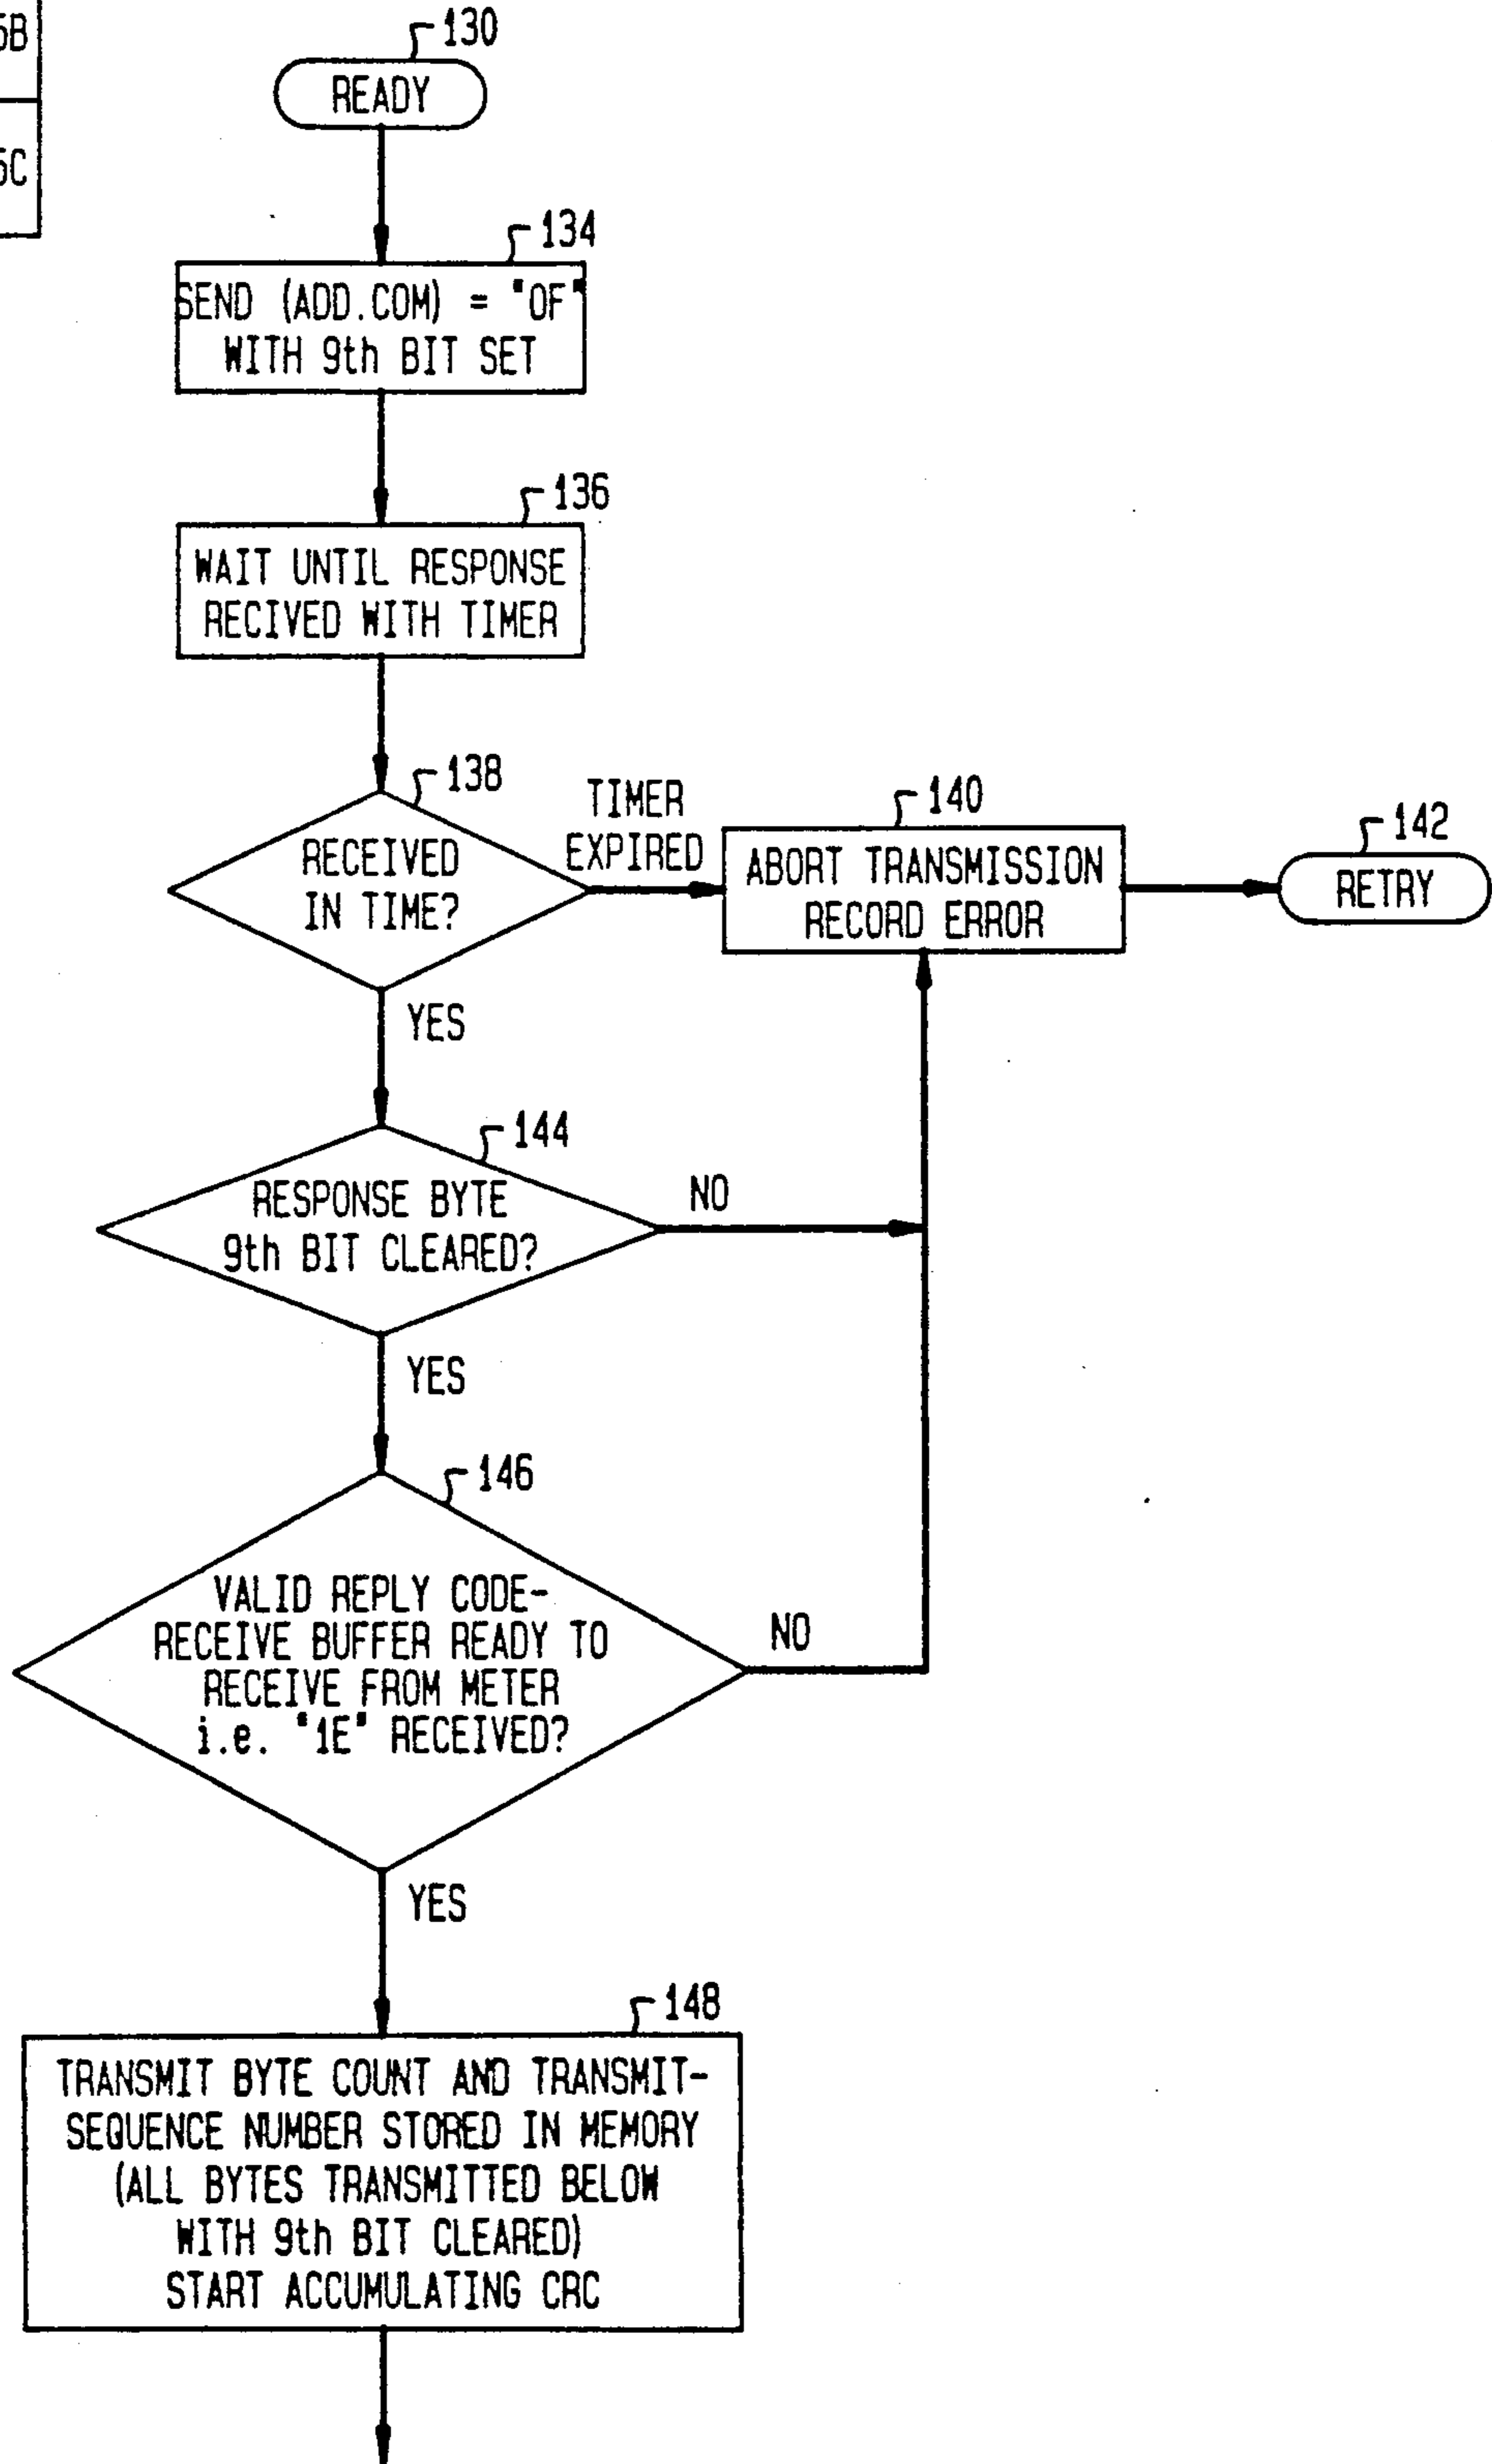 5B
5C
130
READY
134
SEND (ADD.COM) = "0F"
WITH 9th BIT SET
136
WAIT UNTIL RESPONSE
RECIVED WITH TIMER
138
RECEIVED
IN TIME?
TIMER
EXPIRED
140
ABORT TRANSMISSION
RECORD ERROR
142
RETRY
YES
144
RESPONSE BYTE
9th BIT CLEARED?
NO
YES
146
VALID REPLY CODE-
RECEIVE BUFFER READY TO
RECEIVE FROM METER
i.e. "1E" RECEIVED?
NO
YES
148
TRANSMIT BYTE COUNT AND TRANSMIT-
SEQUENCE NUMBER STORED IN MEMORY
(ALL BYTES TRANSMITTED BELOW
WITH 9th BIT CLEARED)
START ACCUMULATING CRC